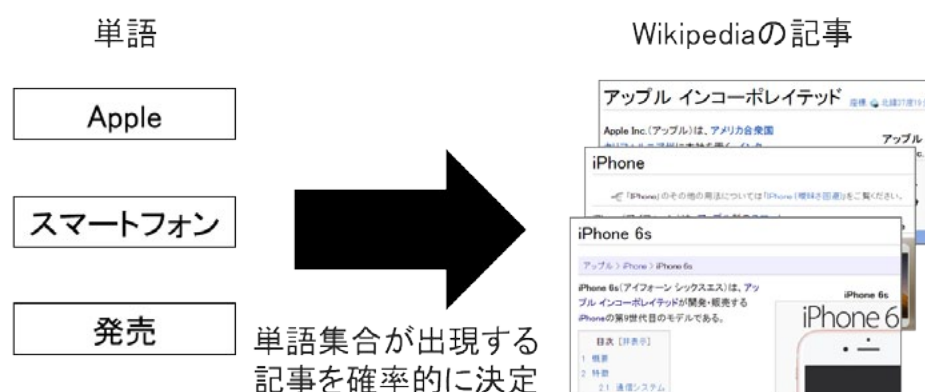 単語
Wikipediaの記事
Apple
スマートフォン
発売
単語集合が出現する
記事を確率的に決定
アップル インコーポレイテッド
Apple Inc.(アップル)は、アメリカ合衆国
アップル
iPhone
「iPhone」のその他の用法については「iPhone (曖昧さ回避)」をご覧ください。
iPhone 6s
アップル > iPhone > iPhone 6s
iPhone 6s(アイフォーン シックスエス)は、アッ
プル インコーポレイテッドが開発・販売する
iPhoneの第9世代目のモデルである。
目次 [非表示]
1 概要
2 特徴
2.1 通信システム
iPhone 6s
iPhone 6